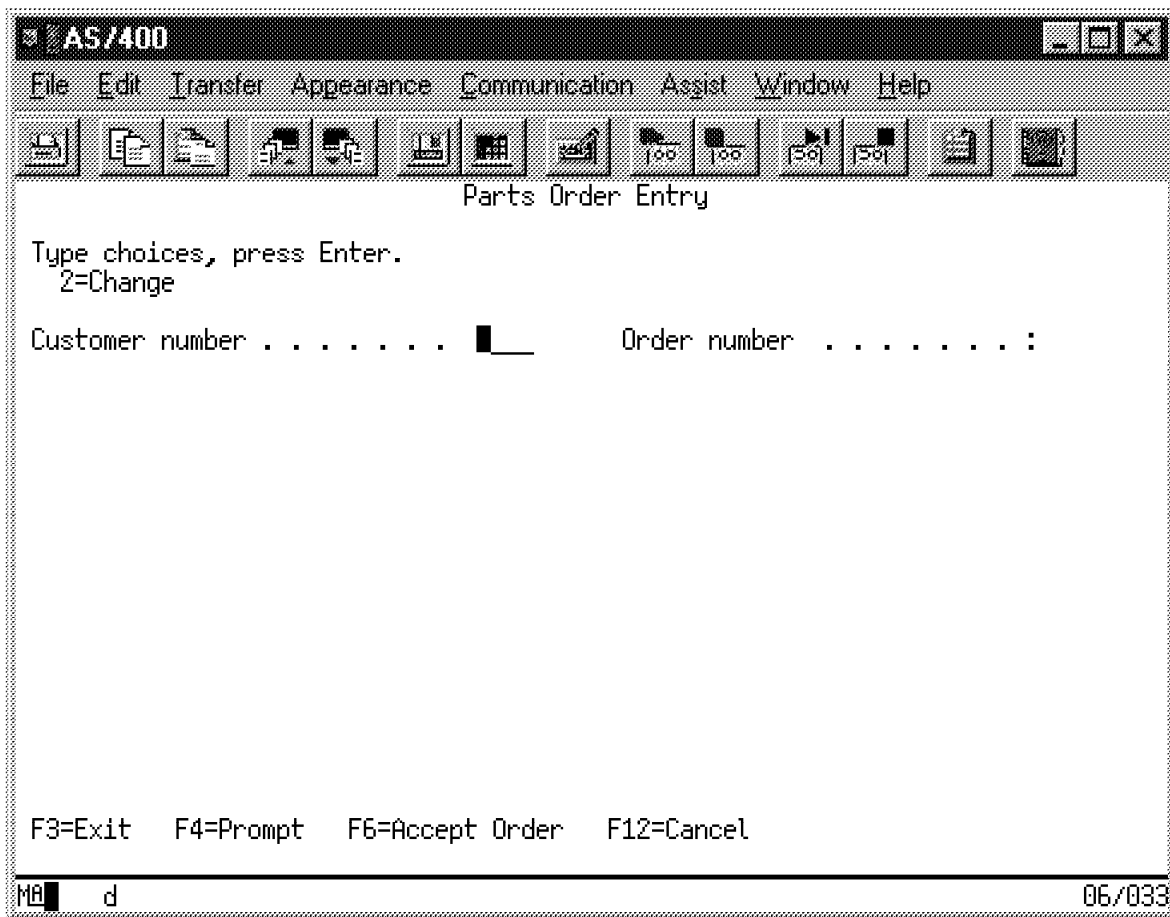 AS/400
File Edit Transfer Appearance Communication Assist Window Help
Parts Order Entry
Type choices, press Enter.
2=Change
Customer number . . . . . . . Order number . . . . . . . :
F3=Exit F4=Prompt F6=Accept Order F12=Cancel
MA d 06/033